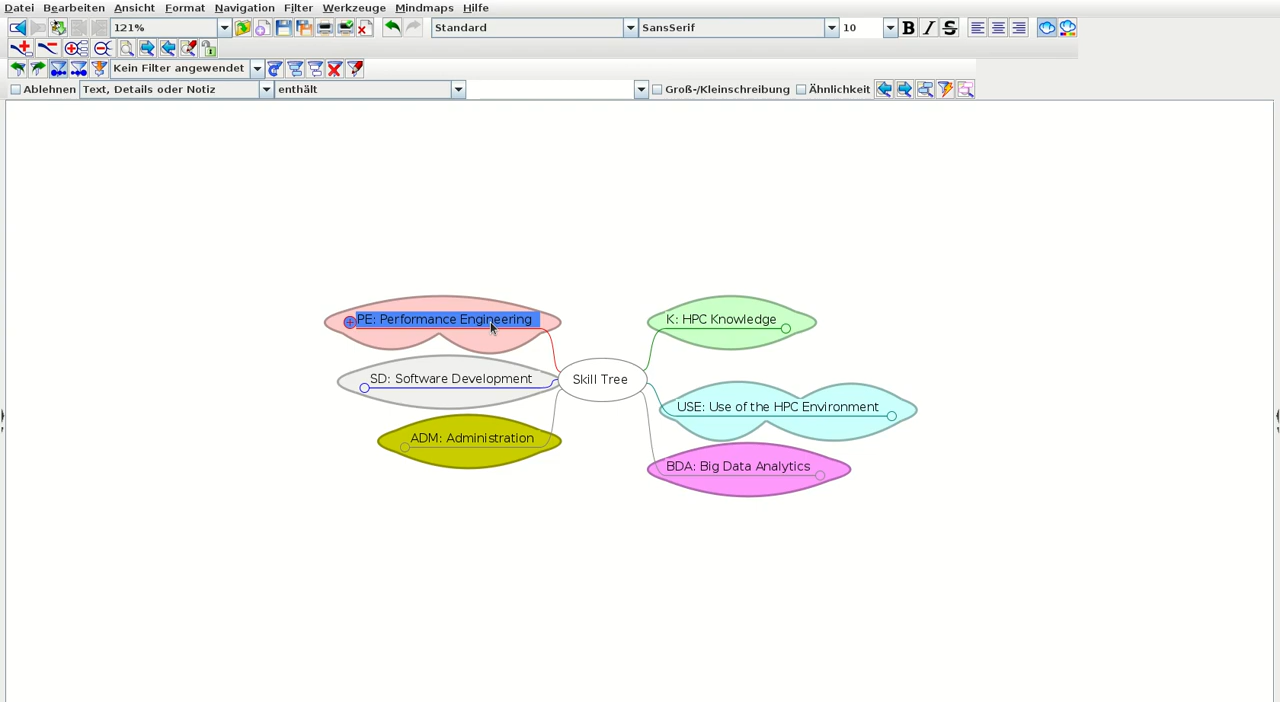 Datei Bearbeiten Ansicht Format Navigation Filter Werkzeuge Mindmaps Hilfe
121% Standard SansSerif 10 B I S
Kein Filter angewendet
Ablehnen Text, Details oder Notiz enthält Groß-/Kleinschreibung Ähnlichkeit
PE: Performance Engineering
K: HPC Knowledge
SD: Software Development
Skill Tree
USE: Use of the HPC Environment
ADM: Administration
BDA: Big Data Analytics